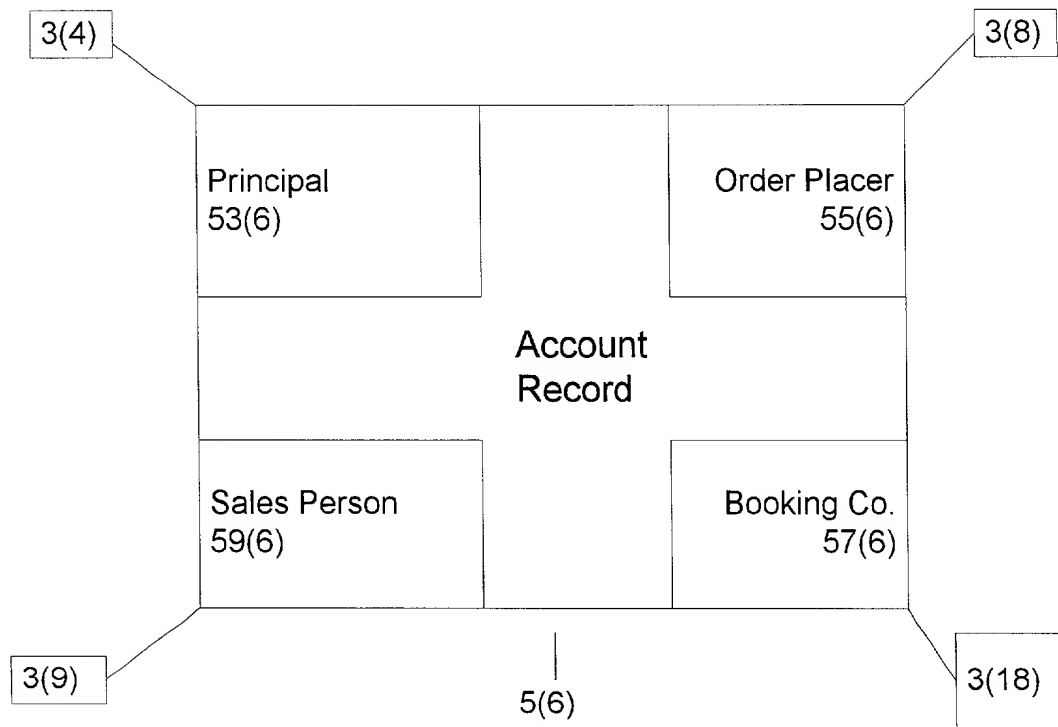 3(4)
3(8)
Principal
53(6)
Order Placer
55(6)
Account
Record
Sales Person
59(6)
Booking Co.
57(6)
3(9)
5(6)
3(18)